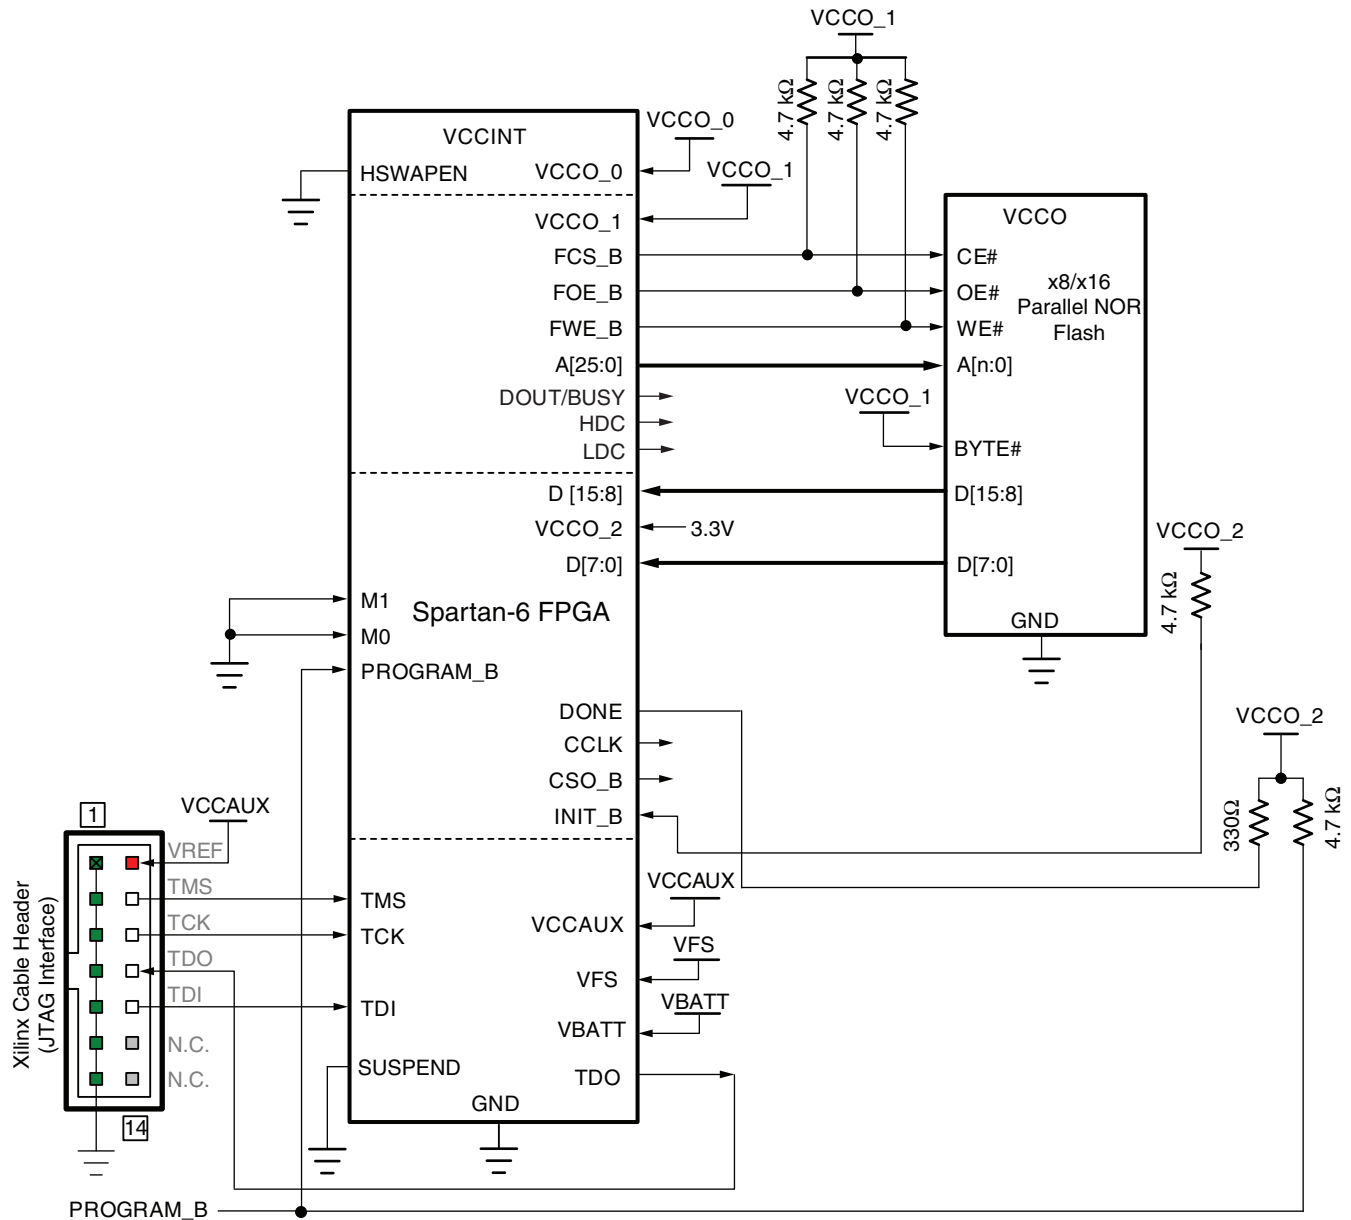 VCCO_1
4.7 kΩ
4.7 kΩ
4.7 kΩ
VCCINT
VCCO_0
HSWAPEN
VCCO_0
VCCO_1
VCCO_1
VCCO
FCS_B
CE#
x8/x16
Parallel NOR
Flash
FOE_B
OE#
FWE_B
WE#
A[25:0]
A[n:0]
DOUT/BUSY
VCCO_1
HDC
LDC
BYTE#
D [15:8]
D[15:8]
VCCO_2
3.3V
VCCO_2
D[7:0]
D[7:0]
4.7 kΩ
M1
Spartan-6 FPGA
GND
M0
PROGRAM_B
DONE
VCCO_2
CCLK
CSO_B
INIT_B
330Ω
4.7 kΩ
1
VCCAUX
VREF
TMS
TMS
VCCAUX
TCK
TCK
VCCAUX
TDO
VFS
VFS
TDI
TDI
VBATT
VBATT
N.C.
N.C.
Xilinx Cable Header
(JTAG Interface)
SUSPEND
TDO
GND
14
PROGRAM_B